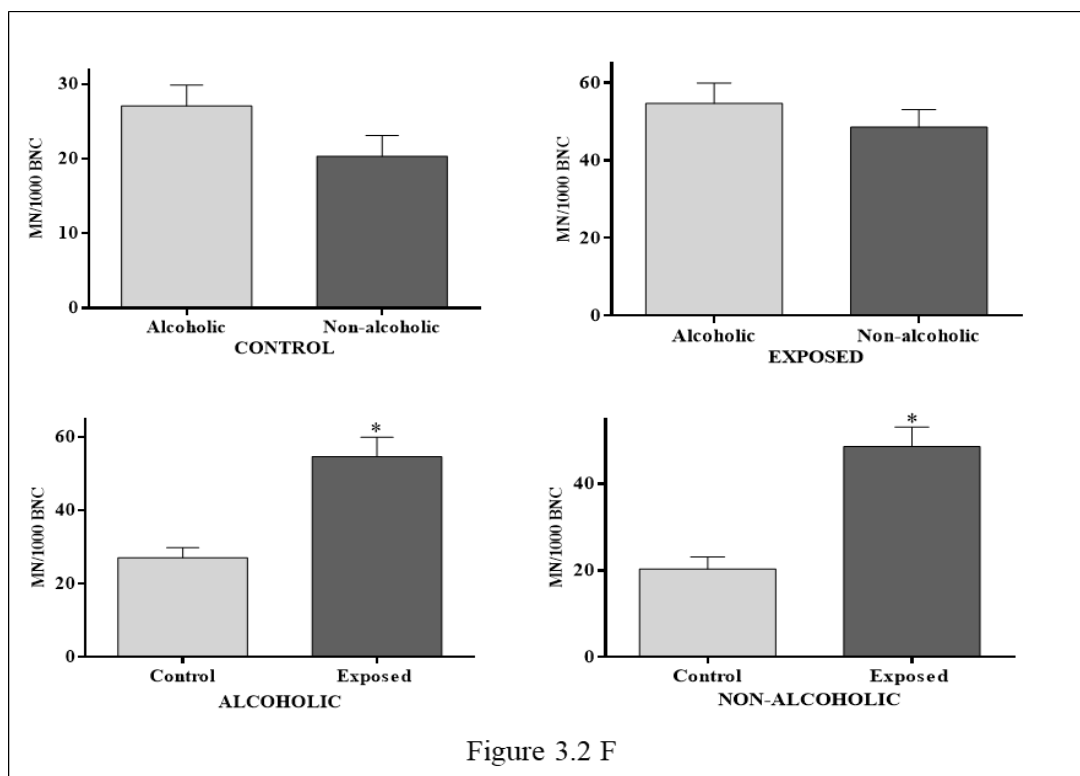 MN/1000 BNC
30
20
10
0
Alcoholic Non-alcoholic
CONTROL
MN/1000 BNC
60
40
20
0
Alcoholic Non-alcoholic
EXPOSED
MN/1000 BNC
60
40
20
0
*
Control Exposed
ALCOHOLIC
MN/1000 BNC
40
20
0
*
Control Exposed
NON-ALCOHOLIC
Figure 3.2 F